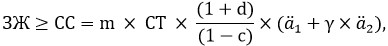 ЗЖ ≥ СС = m × СТ × (1 + d)/(1 − c) × (ä₁ + γ × ä₂),